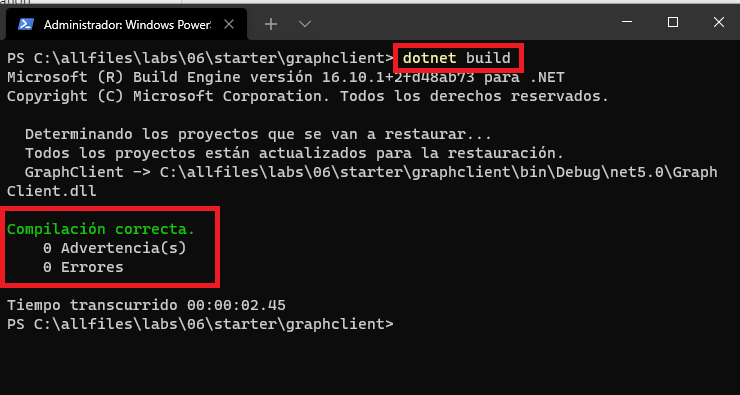 Administrador: Windows Power
PS C:\allfiles\labs\06\starter\graphclient> dotnet build
Microsoft (R) Build Engine versión 16.10.1+2fd48ab73 para .NET
Copyright (C) Microsoft Corporation. Todos los derechos reservados.
Determinando los proyectos que se van a restaurar...
Todos los proyectos están actualizados para la restauración.
GraphClient -> C:\allfiles\labs\06\starter\graphclient\bin\Debug\net5.0\Graph
Client.dll
Compilación correcta.
0 Advertencia(s)
0 Errores
Tiempo transcurrido 00:00:02.45
PS C:\allfiles\labs\06\starter\graphclient>